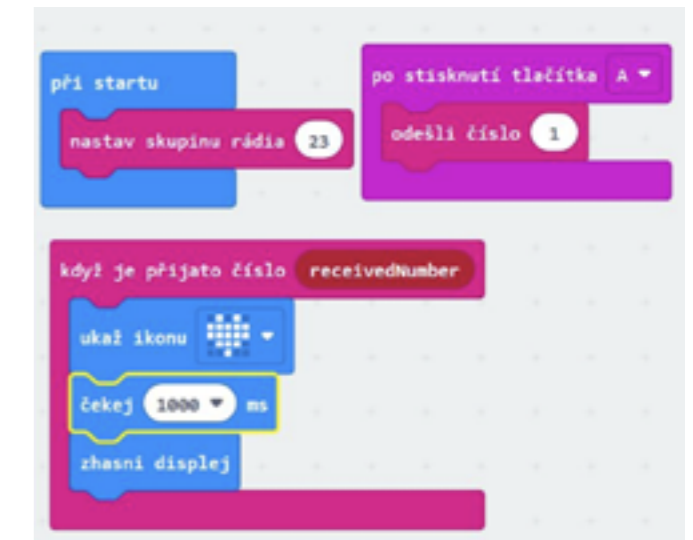 při startu
nastav skupinu rádia 23
po stisknutí tlačítka A
odešli číslo 1
když je přijato číslo receivedNumber
ukaž ikonu
čekej 1000 ms
zhasni displej